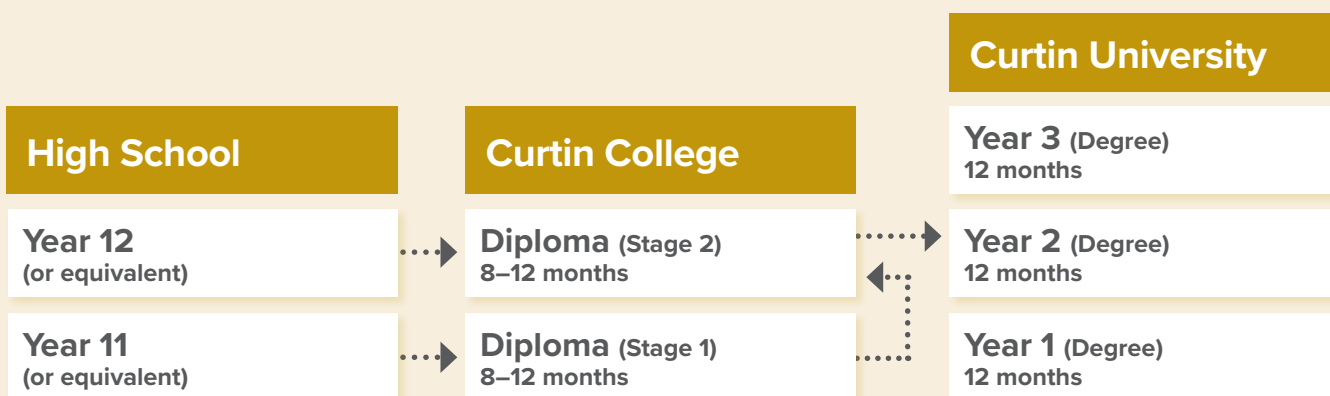 High School
Year 12
(or equivalent)
Year 11
(or equivalent)
Curtin College
Diploma (Stage 2)
8–12 months
Diploma (Stage 1)
8–12 months
Curtin University
Year 3 (Degree)
12 months
Year 2 (Degree)
12 months
Year 1 (Degree)
12 months